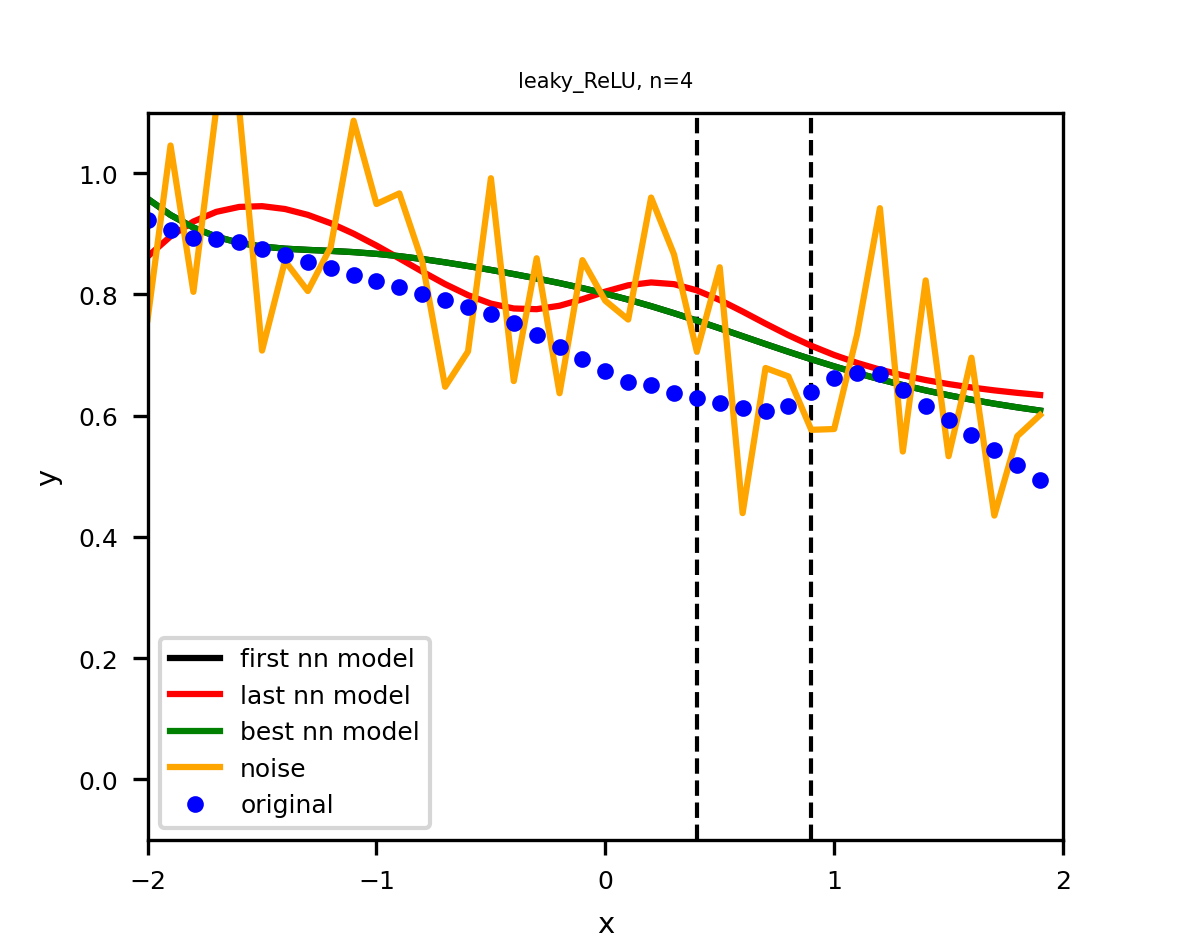 leaky_ReLU, n=4
y
1.0
0.8
0.6
0.4
0.2
0.0
first nn model
last nn model
best nn model
noise
original
−2
−1
0
1
2
x